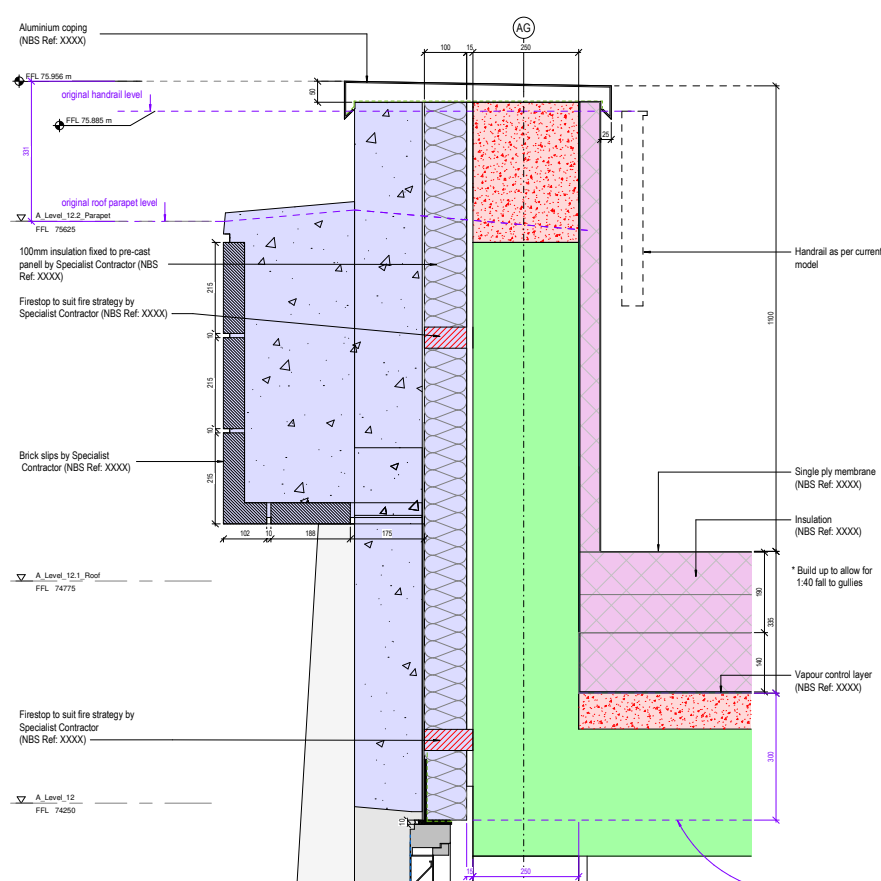 Aluminium coping
(NBS Ref: XXXX)
AG
100
15
250
FFL 75.956 m
50
original handrail level
FFL 75.885 m
25
331
original roof parapet level
A_Level_12.2_Parapet
FFL 75625
100mm insulation fixed to pre-cast
panel by Specialist Contractor (NBS
Ref: XXXX)
Handrail as per current
model
215
Firestop to suit fire strategy by
Specialist Contractor (NBS Ref: XXXX)
1100
10
215
10
Brick slips by Specialist
Contractor (NBS Ref: XXXX)
215
Single ply membrane
(NBS Ref: XXXX)
Insulation
(NBS Ref: XXXX)
102
10
188
175
* Build up to allow for
1:40 fall to gullies
A_Level_12.1_Roof
FFL 74775
190
335
140
Vapour control layer
(NBS Ref: XXXX)
Firestop to suit fire strategy by
Specialist Contractor
(NBS Ref: XXXX)
300
A_Level_12
FFL 74250
10
15
250